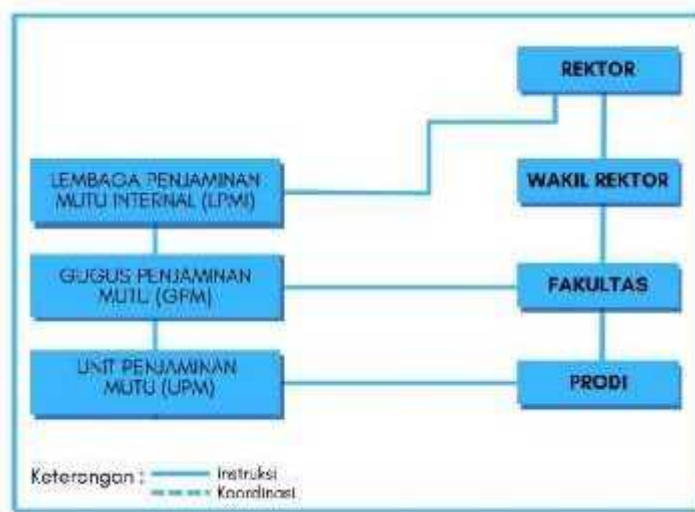 REKTOR
LEMBAGA PENJAMINAN
MUTU INTERNAL (LPMI)
WAKIL REKTOR
GUGUS PENJAMINAN
MUTU (GPM)
FAKULTAS
UNIT PENJAMINAN
MUTU (UPM)
PRODI
Keterangan :
Instruksi
Koordinasi